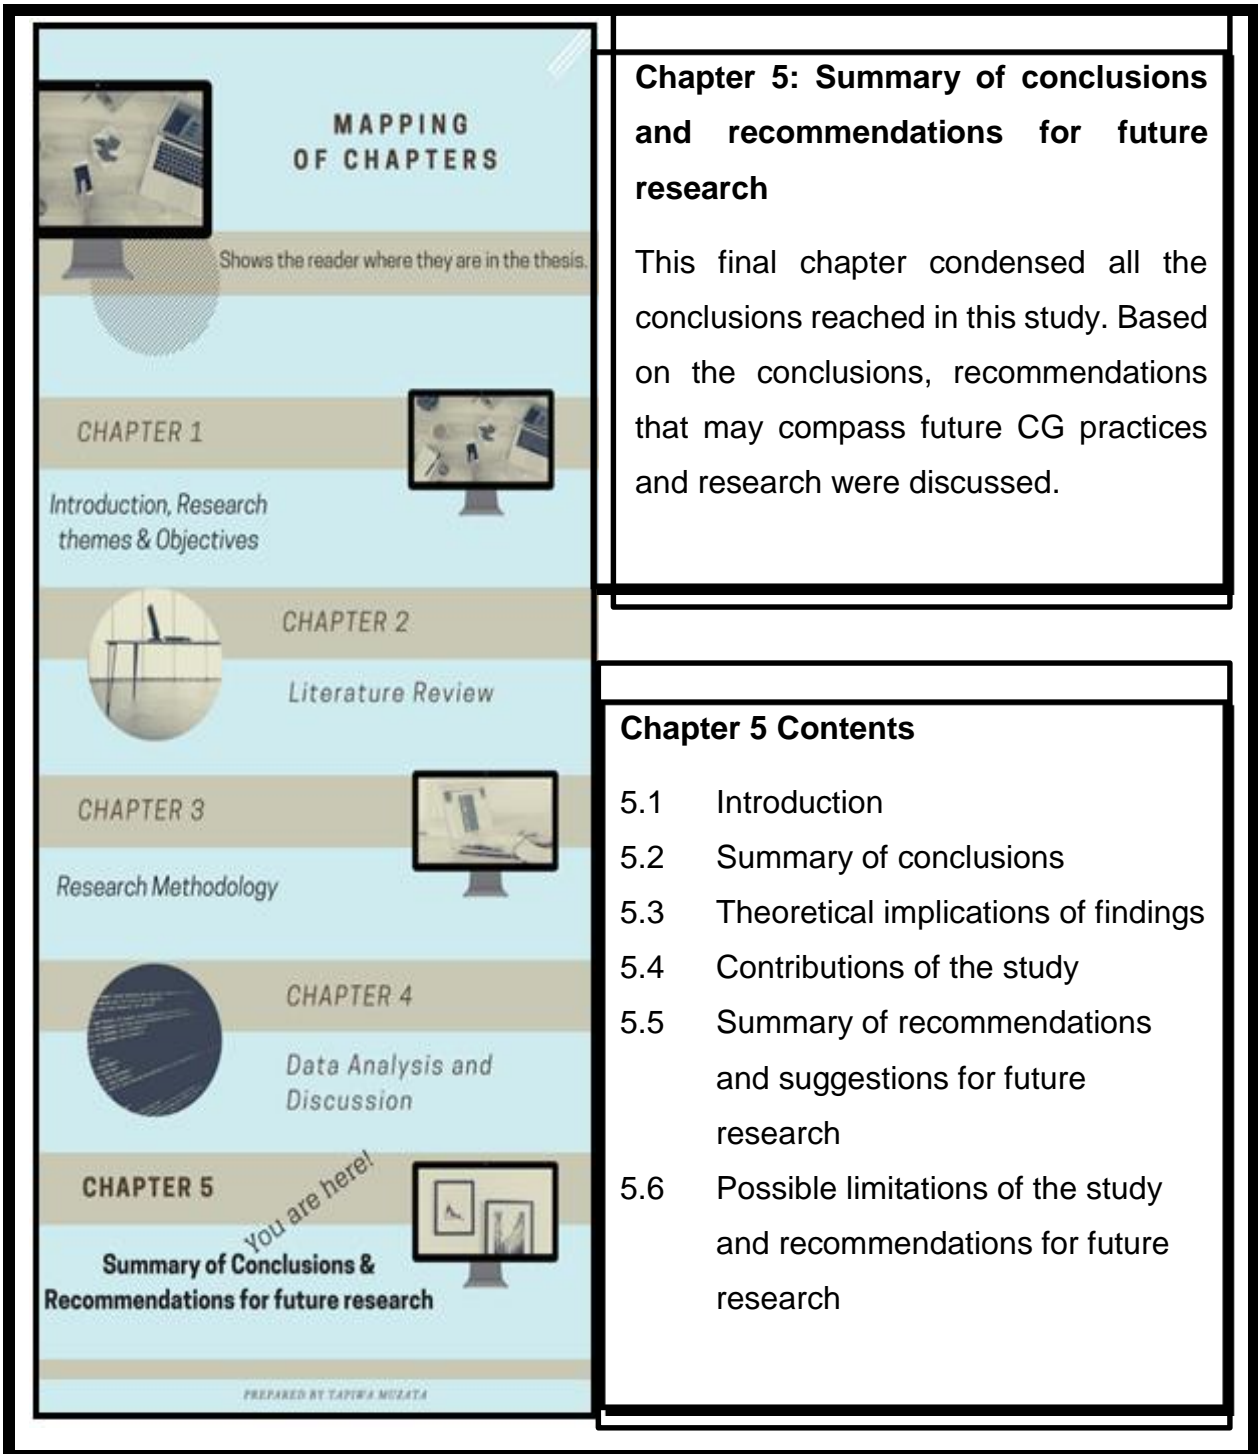 MAPPING
OF CHAPTERS
Shows the reader where they are in the thesis.
CHAPTER 1
Introduction, Research
themes & Objectives
CHAPTER 2
Literature Review
CHAPTER 3
Research Methodology
CHAPTER 4
Data Analysis and
Discussion
CHAPTER 5
You are here!
Summary of Conclusions &
Recommendations for future research
PREPARED BY TAPIWA MUZATA
Chapter 5: Summary of conclusions
and recommendations for future
research
This final chapter condensed all the
conclusions reached in this study. Based
on the conclusions, recommendations
that may compass future CG practices
and research were discussed.
Chapter 5 Contents
5.1 Introduction
5.2 Summary of conclusions
5.3 Theoretical implications of findings
5.4 Contributions of the study
5.5 Summary of recommendations
and suggestions for future
research
5.6 Possible limitations of the study
and recommendations for future
research